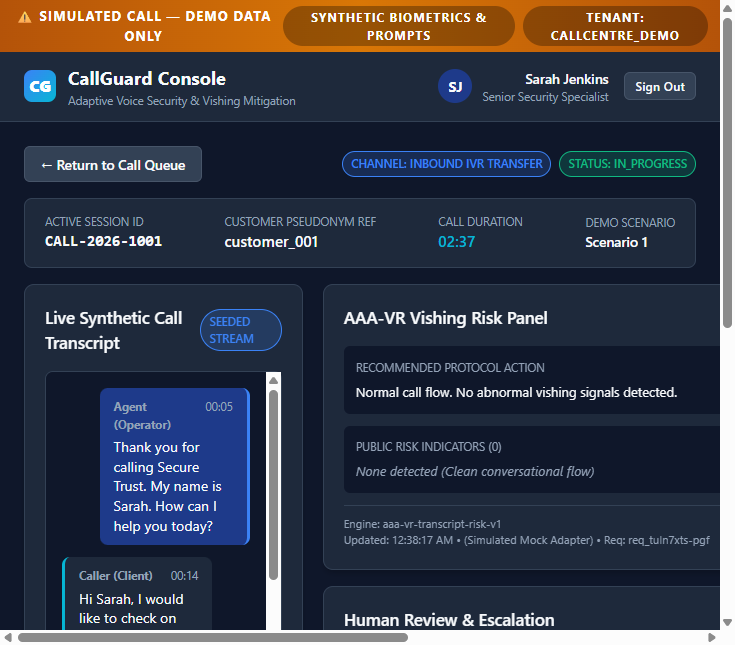 ⚠ SIMULATED CALL — DEMO DATA
ONLY
SYNTHETIC BIOMETRICS &
PROMPTS
TENANT:
CALLCENTRE_DEMO
CG
CallGuard Console
Adaptive Voice Security & Vishing Mitigation
SJ
Sarah Jenkins
Senior Security Specialist
Sign Out
← Return to Call Queue
CHANNEL: INBOUND IVR TRANSFER
STATUS: IN_PROGRESS
ACTIVE SESSION ID
CALL-2026-1001
CUSTOMER PSEUDONYM REF
customer_001
CALL DURATION
02:37
DEMO SCENARIO
Scenario 1
Live Synthetic Call
Transcript
SEEDED
STREAM
Agent
(Operator)
00:05
Thank you for
calling Secure
Trust. My name is
Sarah. How can I
help you today?
Caller (Client)
00:14
Hi Sarah, I would
like to check on
AAA-VR Vishing Risk Panel
RECOMMENDED PROTOCOL ACTION
Normal call flow. No abnormal vishing signals detected.
PUBLIC RISK INDICATORS (0)
None detected (Clean conversational flow)
Engine: aaa-vr-transcript-risk-v1
Updated: 12:38:17 AM • (Simulated Mock Adapter) • Req: req_tuln7xts-pgf
Human Review & Escalation